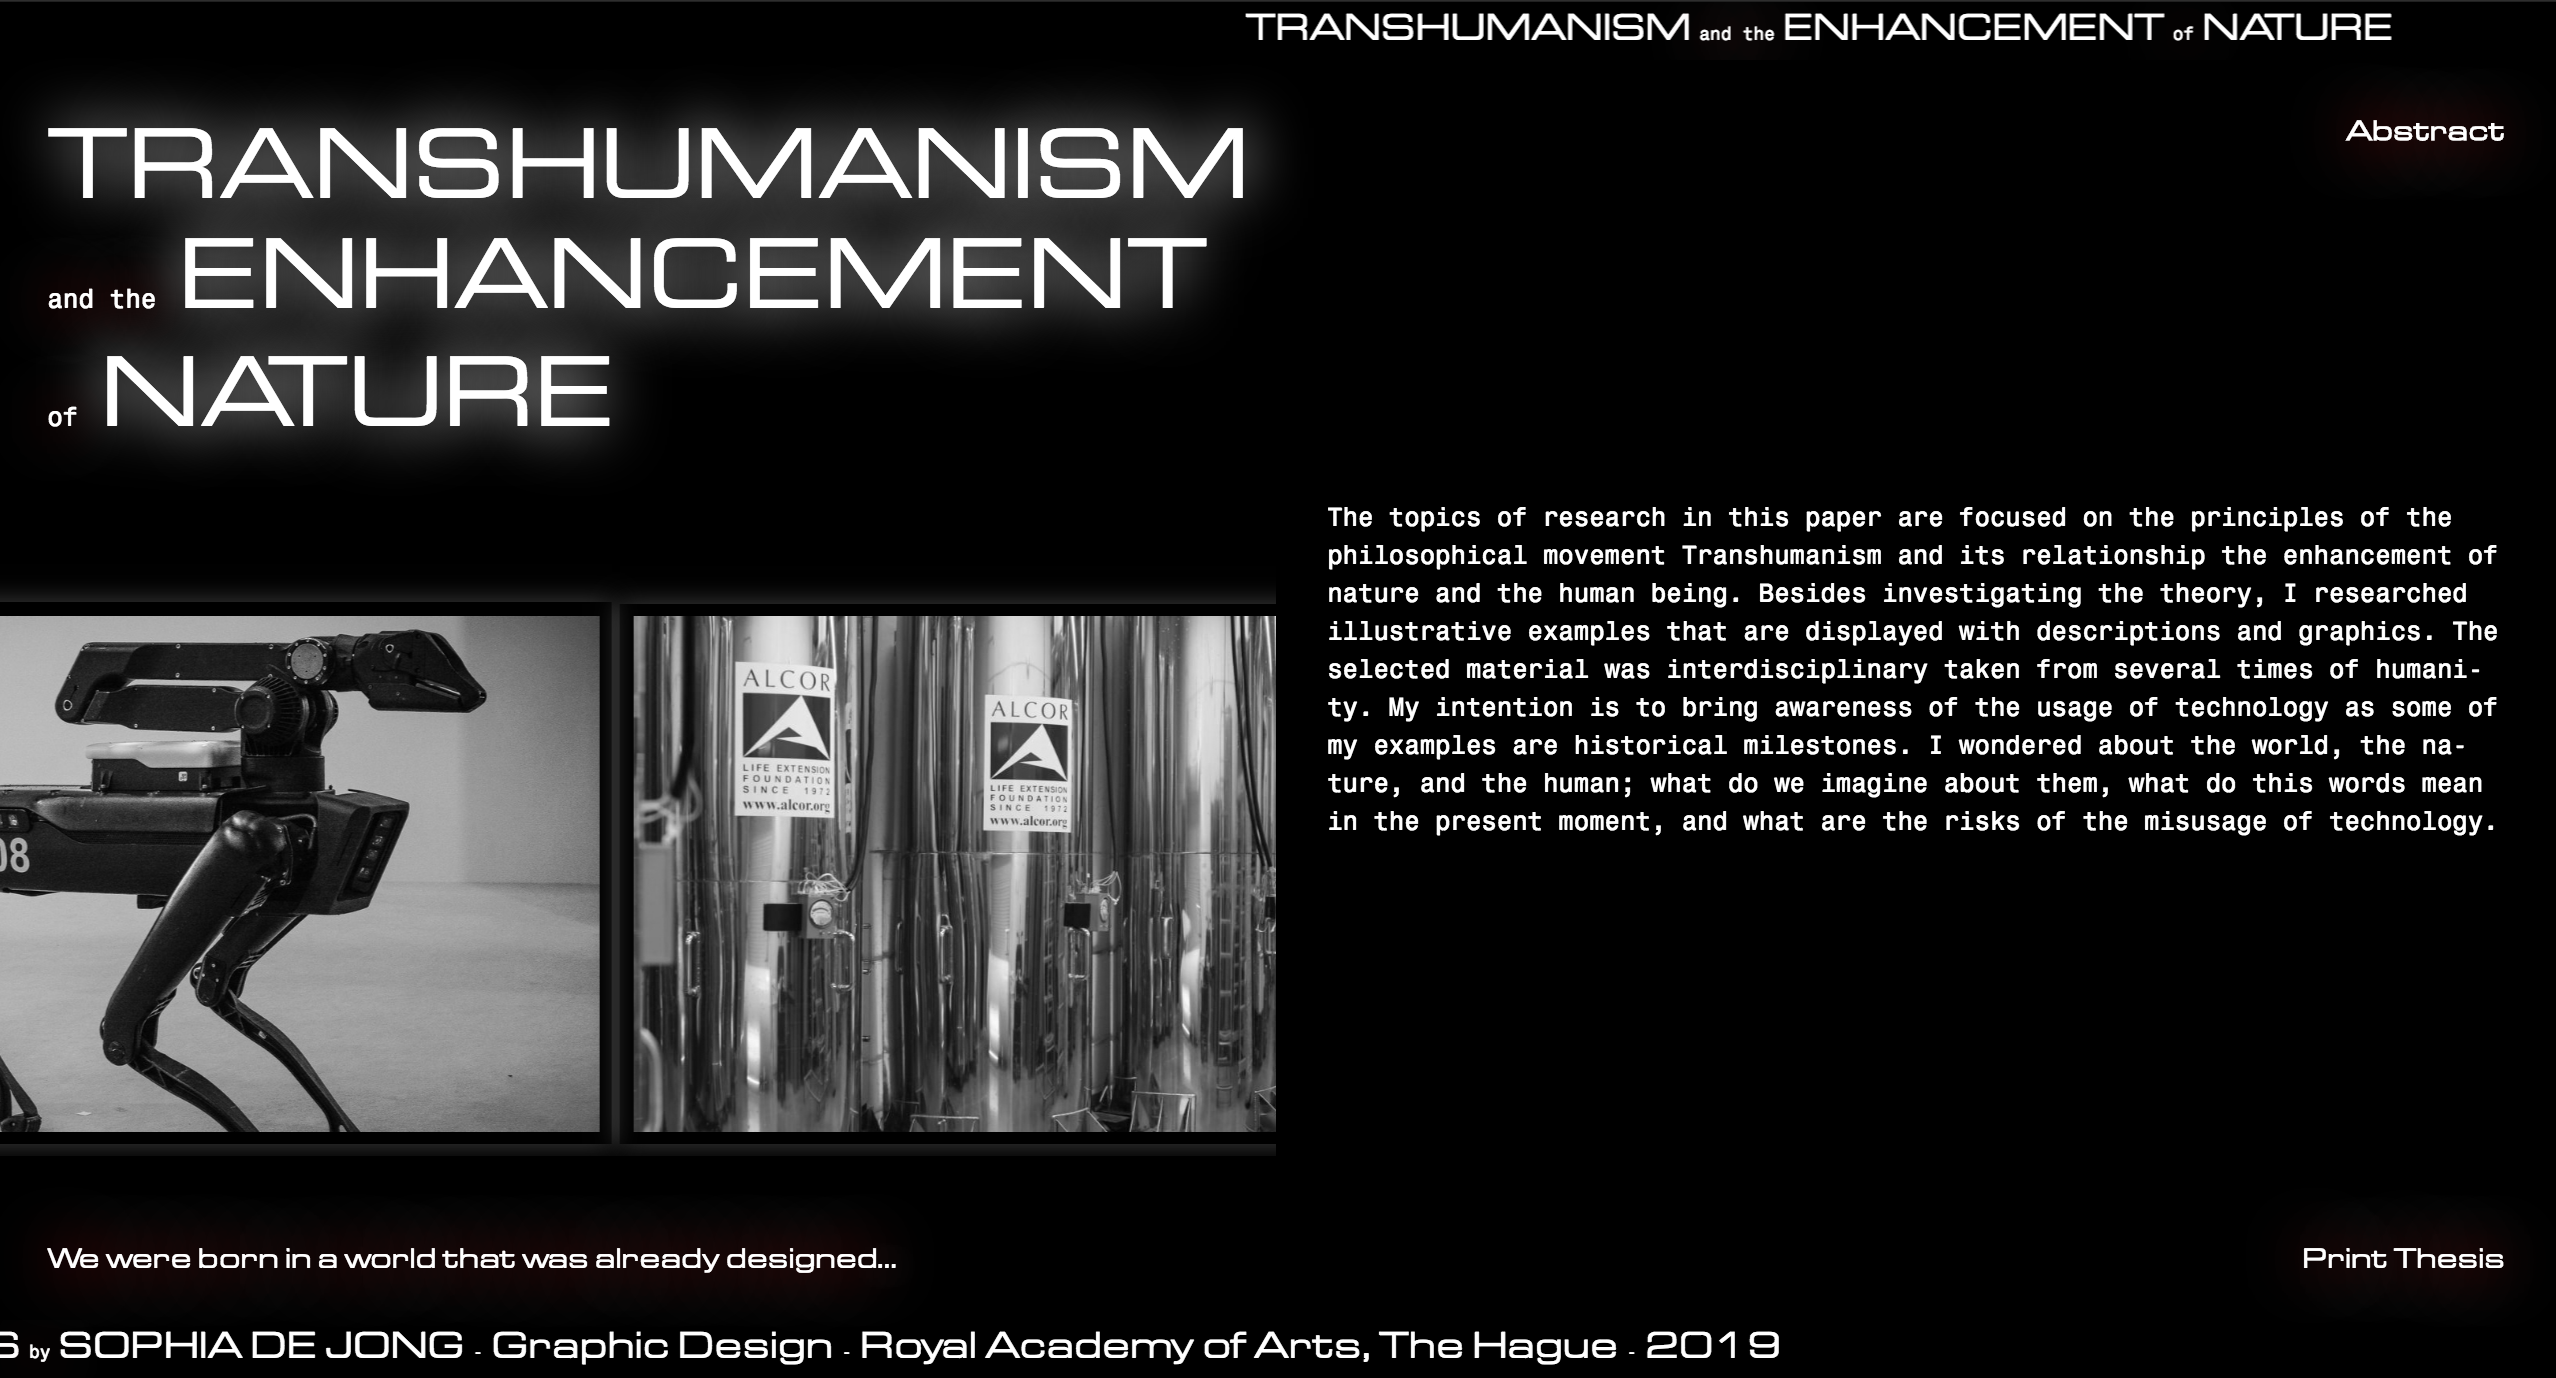 TRANSHUMANISM and the ENHANCEMENT of NATURE
TRANSHUMANISM
and the ENHANCEMENT
of NATURE
Abstract
The topics of research in this paper are focused on the principles of the
philosophical movement Transhumanism and its relationship the enhancement of
nature and the human being. Besides investigating the theory, I researched
illustrative examples that are displayed with descriptions and graphics. The
selected material was interdisciplinary taken from several times of humani-
ty. My intention is to bring awareness of the usage of technology as some of
my examples are historical milestones. I wondered about the world, the na-
ture, and the human; what do we imagine about them, what do this words mean
in the present moment, and what are the risks of the misusage of technology.
08
ALCOR
LIFE EXTENSION
FOUNDATION
SINCE 1972
www.alcor.org
ALCOR
LIFE EXTENSION
FOUNDATION
SINCE 1972
www.alcor.org
We were born in a world that was already designed...
Print Thesis
S by SOPHIA DE JONG - Graphic Design - Royal Academy of Arts, The Hague - 2019